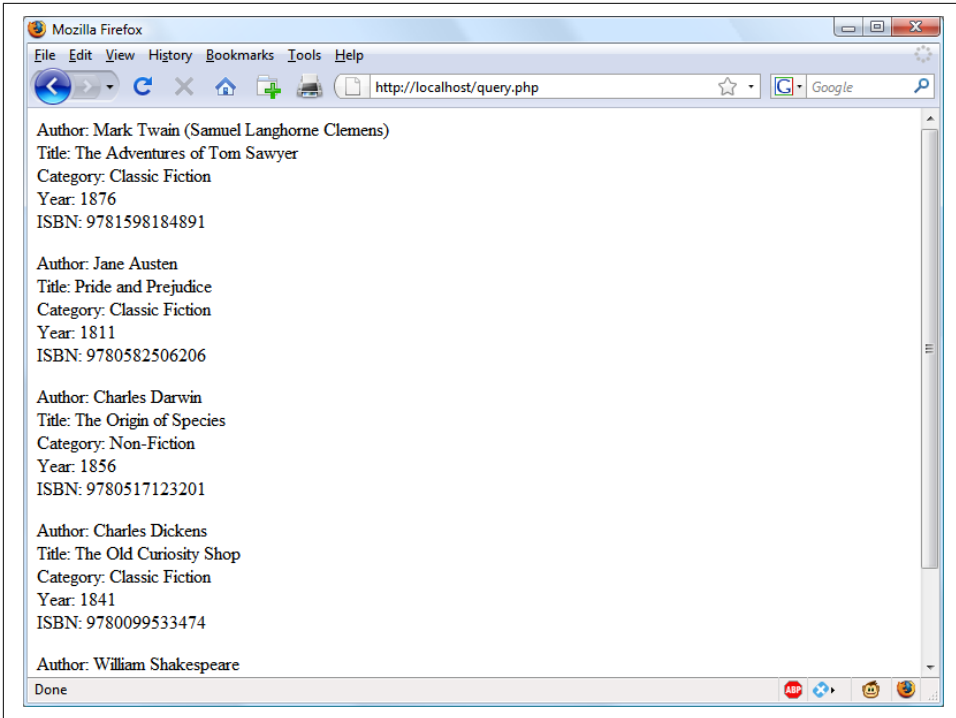 Mozilla Firefox
File Edit View History Bookmarks Tools Help
http://localhost/query.php
G Google
Author: Mark Twain (Samuel Langhorne Clemens)
Title: The Adventures of Tom Sawyer
Category: Classic Fiction
Year: 1876
ISBN: 9781598184891
Author: Jane Austen
Title: Pride and Prejudice
Category: Classic Fiction
Year: 1811
ISBN: 9780582506206
Author: Charles Darwin
Title: The Origin of Species
Category: Non-Fiction
Year: 1856
ISBN: 9780517123201
Author: Charles Dickens
Title: The Old Curiosity Shop
Category: Classic Fiction
Year: 1841
ISBN: 9780099533474
Author: William Shakespeare
Done
ABP